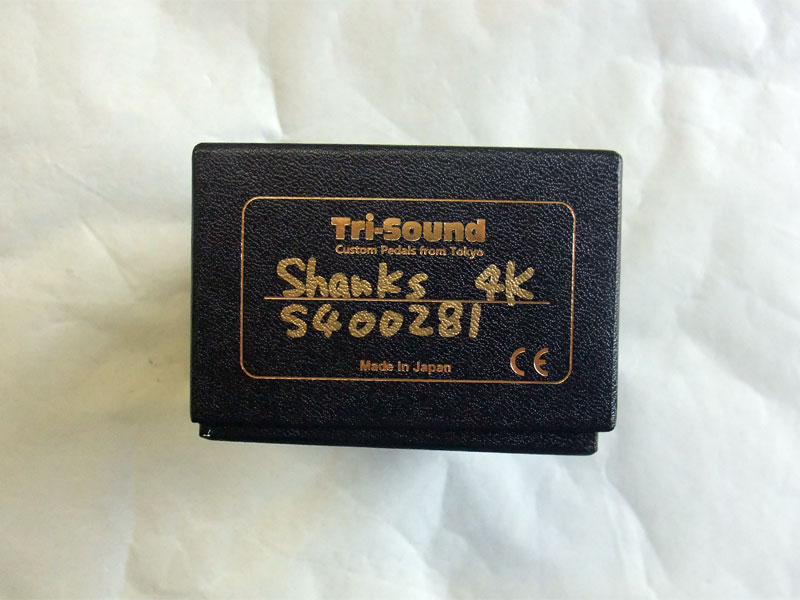 Tri-Sound
Custom Pedals from Tokyo
Shanks 4K
S400281
Made in Japan
CE